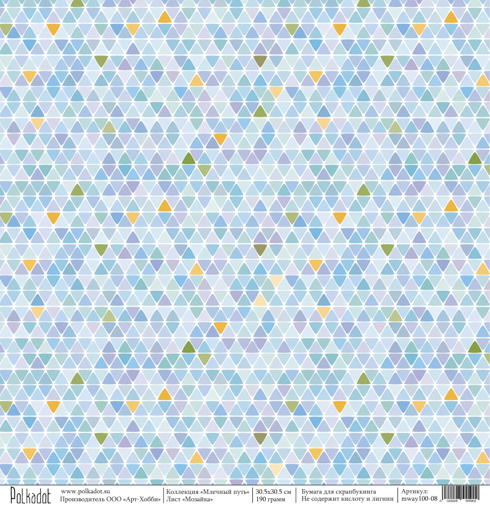 Polkadot
www.polkadot.su
Производитель ООО «Арт-Хобби»
Коллекция «Млечный путь»
Лист «Мозайка»
30.5х30.5 см
190 грамм
Бумага для скрапбукинга
Не содержит кислоту и лигнин
Артикул:
mway100-08